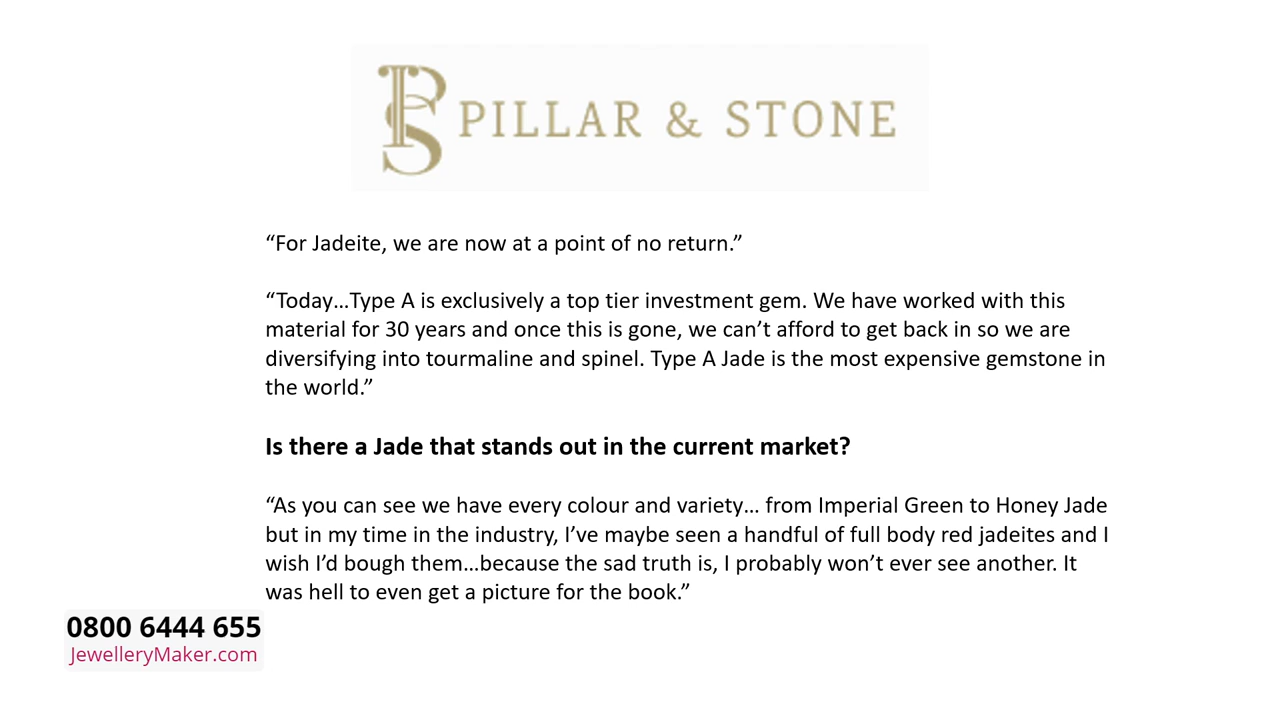 PILLAR & STONE
“For Jadeite, we are now at a point of no return.”
“Today…Type A is exclusively a top tier investment gem. We have worked with this
material for 30 years and once this is gone, we can’t afford to get back in so we are
diversifying into tourmaline and spinel. Type A Jade is the most expensive gemstone in
the world.”
Is there a Jade that stands out in the current market?
“As you can see we have every colour and variety… from Imperial Green to Honey Jade
but in my time in the industry, I’ve maybe seen a handful of full body red jadeites and I
wish I’d bough them…because the sad truth is, I probably won’t ever see another. It
was hell to even get a picture for the book.”
0800 6444 655
JewelleryMaker.com